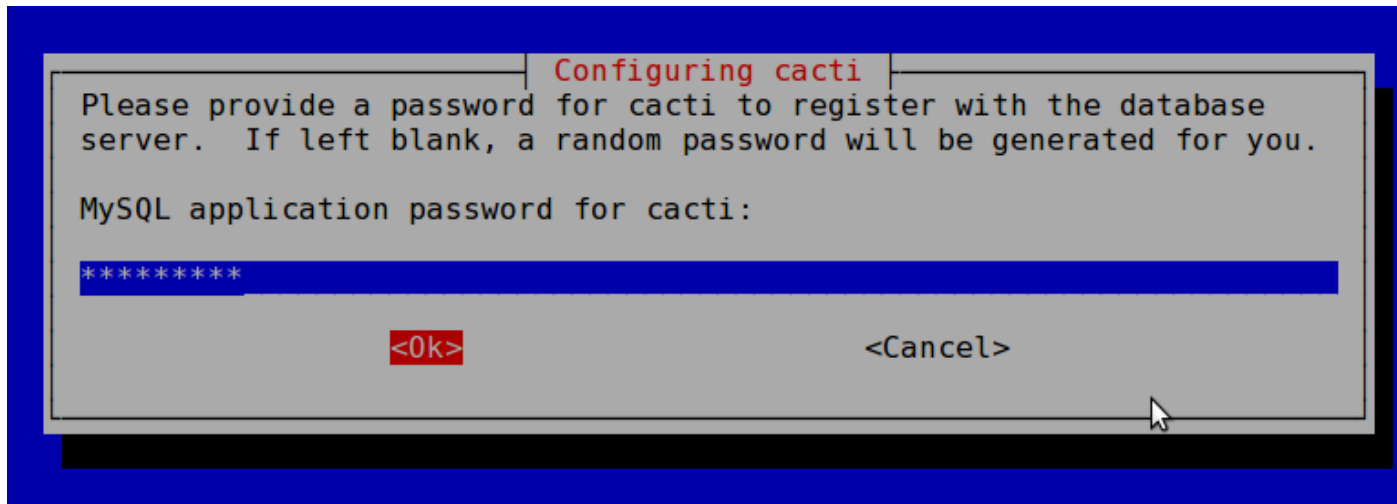 Configuring cacti
Please provide a password for cacti to register with the database
server.  If left blank, a random password will be generated for you.
MySQL application password for cacti:
*********
<Ok> <Cancel>